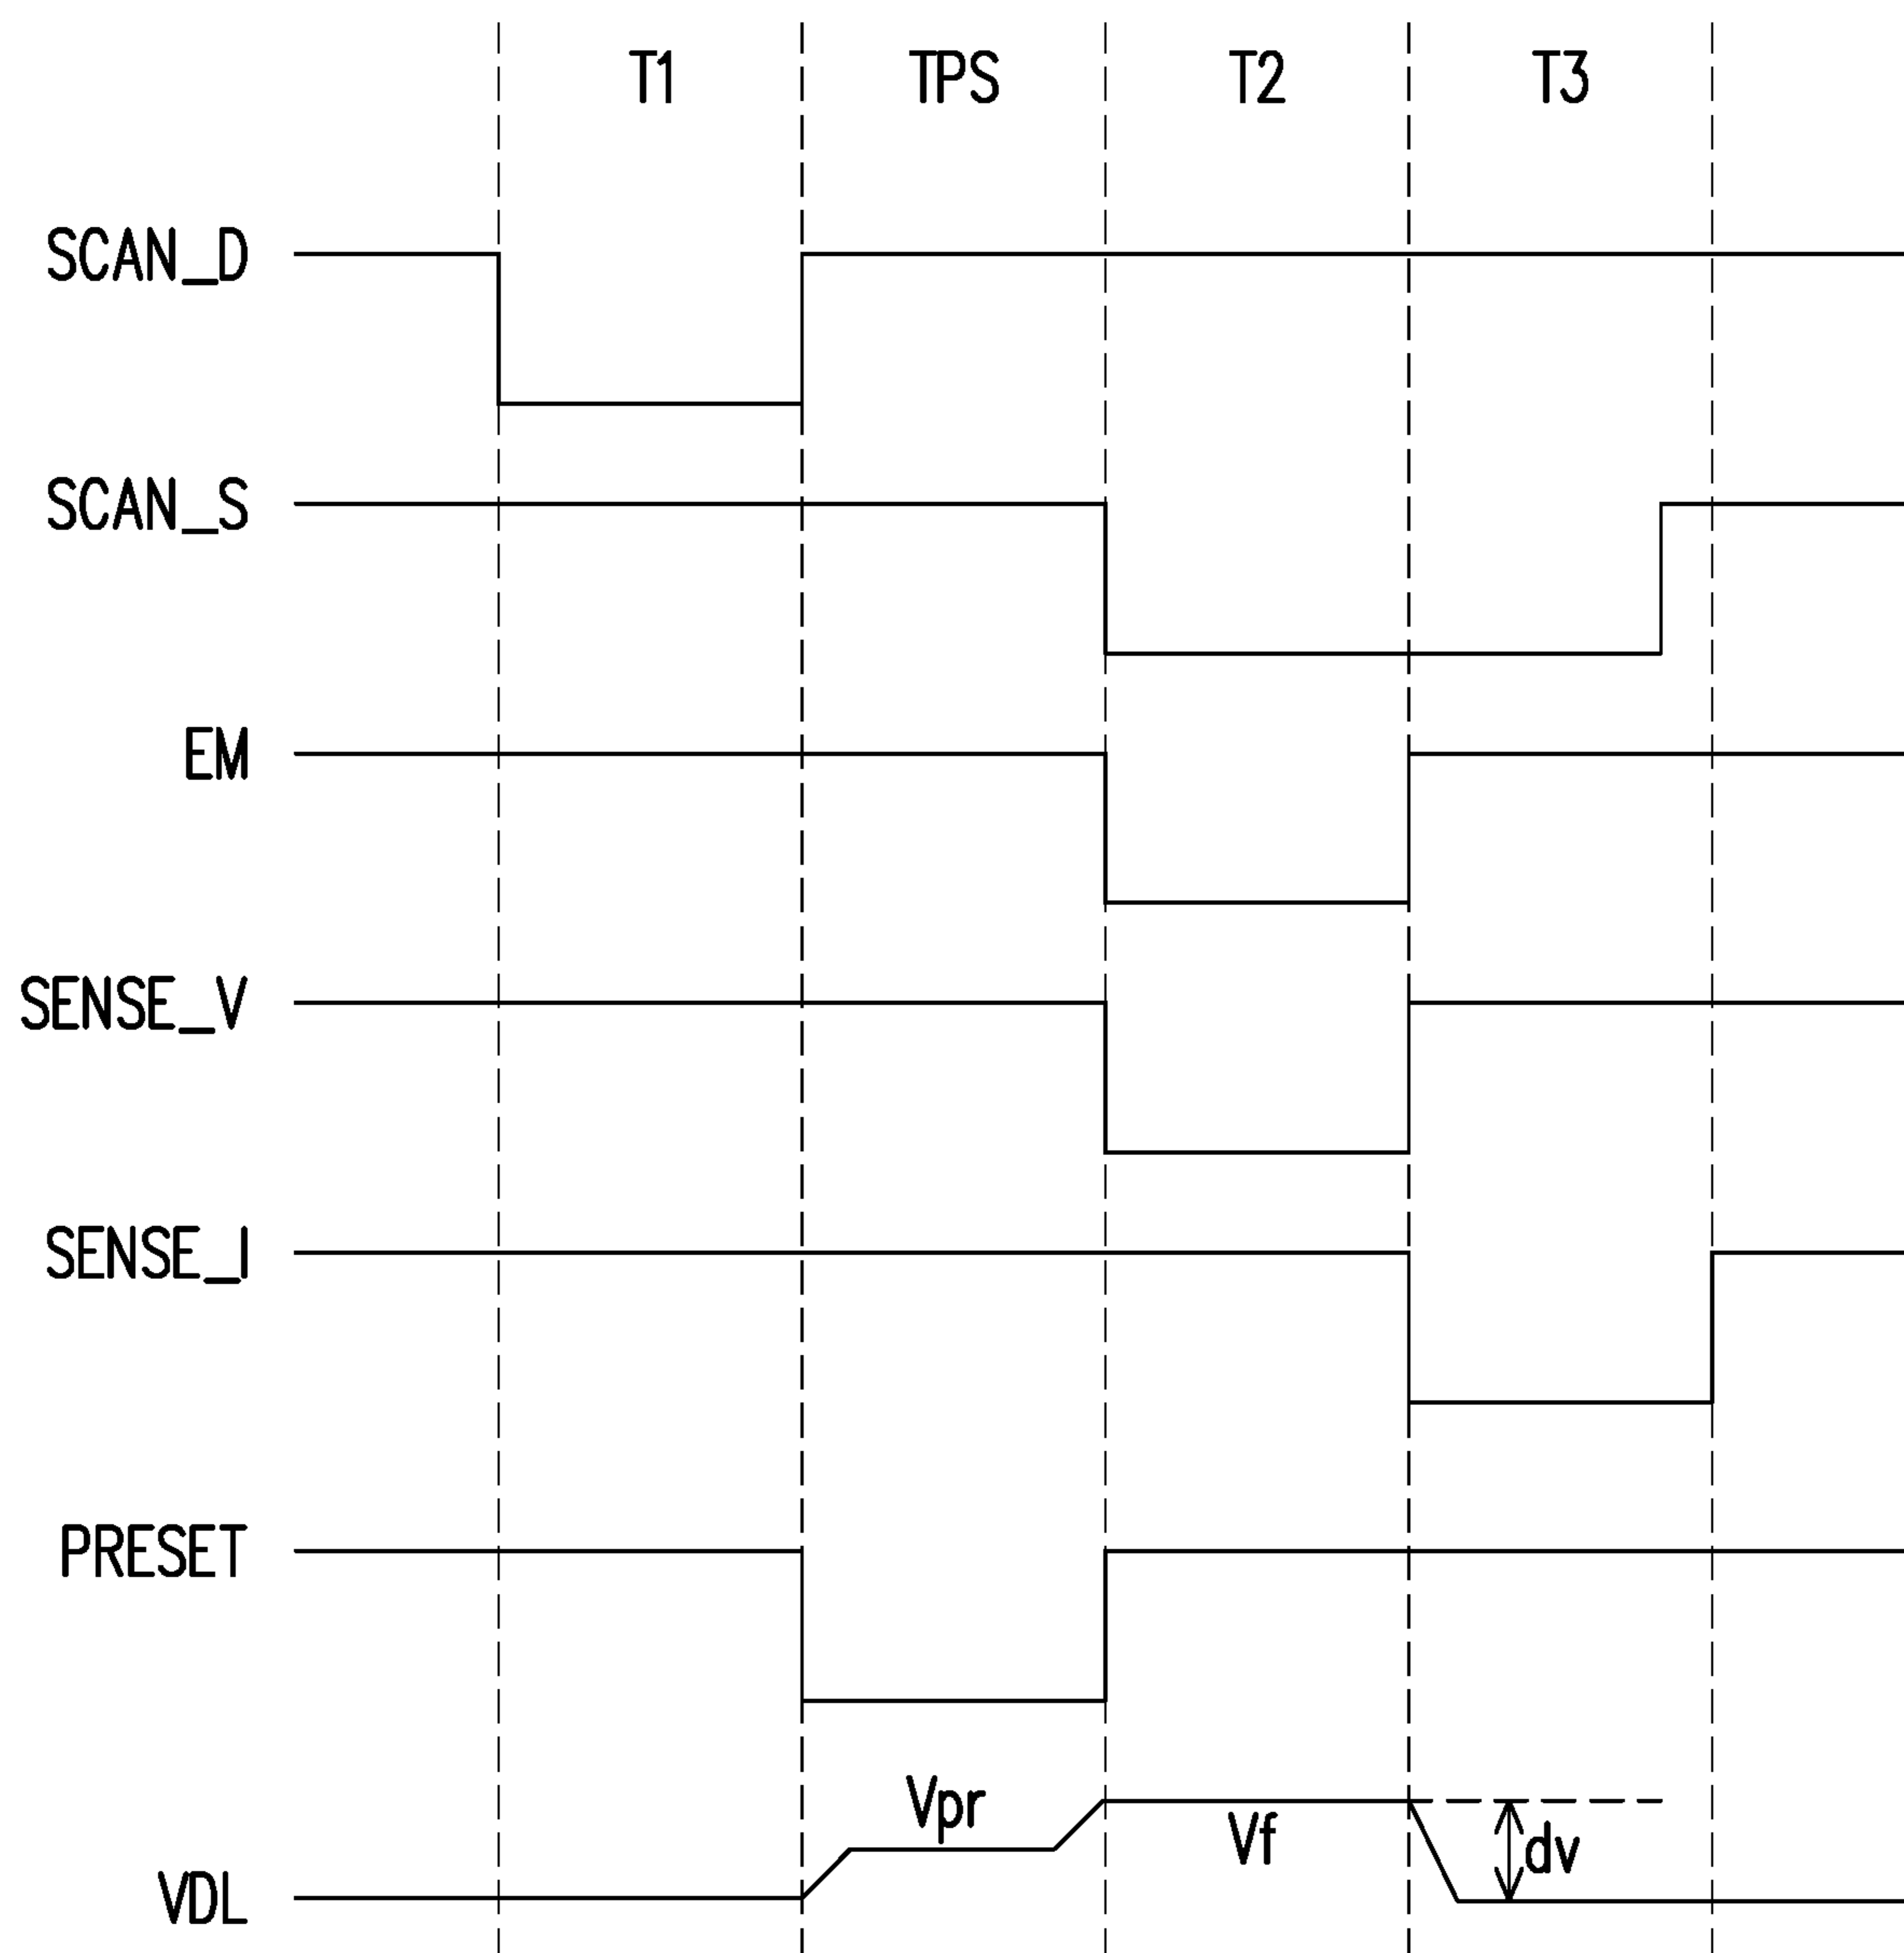 T1 TPS T2 T3
SCAN_D
SCAN_S
EM
SENSE_V
SENSE_I
PRESET
Vpr
Vf
dv
VDL